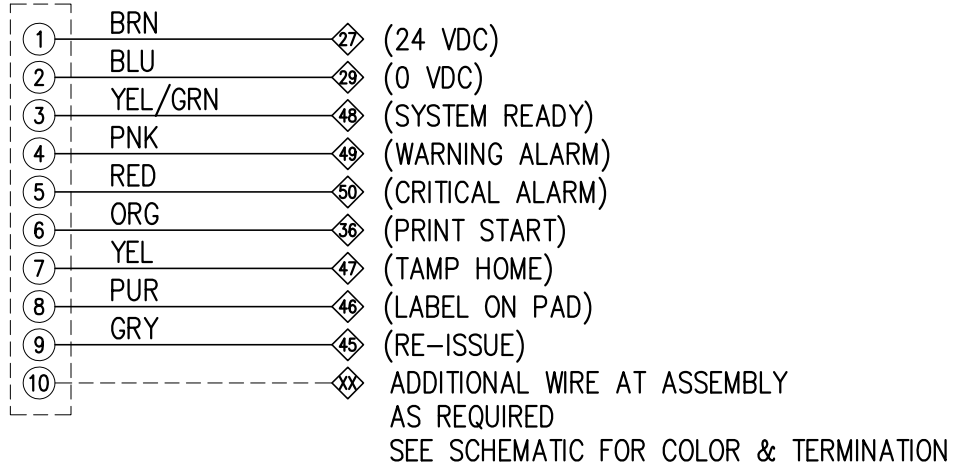 1 BRN 27 (24 VDC)
2 BLU 29 (0 VDC)
3 YEL/GRN 48 (SYSTEM READY)
4 PNK 49 (WARNING ALARM)
5 RED 50 (CRITICAL ALARM)
6 ORG 36 (PRINT START)
7 YEL 47 (TAMP HOME)
8 PUR 46 (LABEL ON PAD)
9 GRY 45 (RE-ISSUE)
10 XX ADDITIONAL WIRE AT ASSEMBLY
AS REQUIRED
SEE SCHEMATIC FOR COLOR & TERMINATION